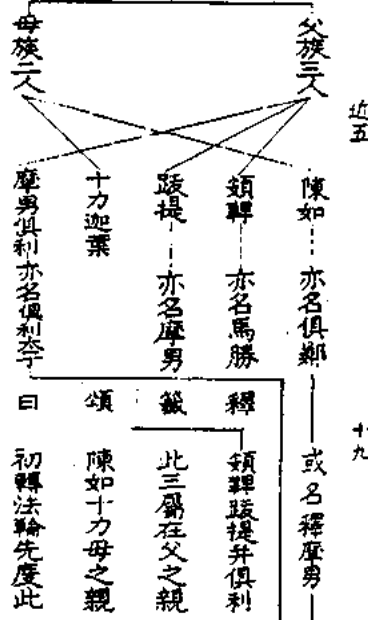 近五
十九
父族三人
母族二人
陳如 亦名俱鄰 或名釋摩男
頞鞞 亦名馬勝
跋提 亦名摩男
十力迦葉
摩男俱利 亦名俱利太子
釋籤頌曰
頞鞞跋提并俱利
此三屬在父之親
陳如十力母之親
初轉法輪先度此